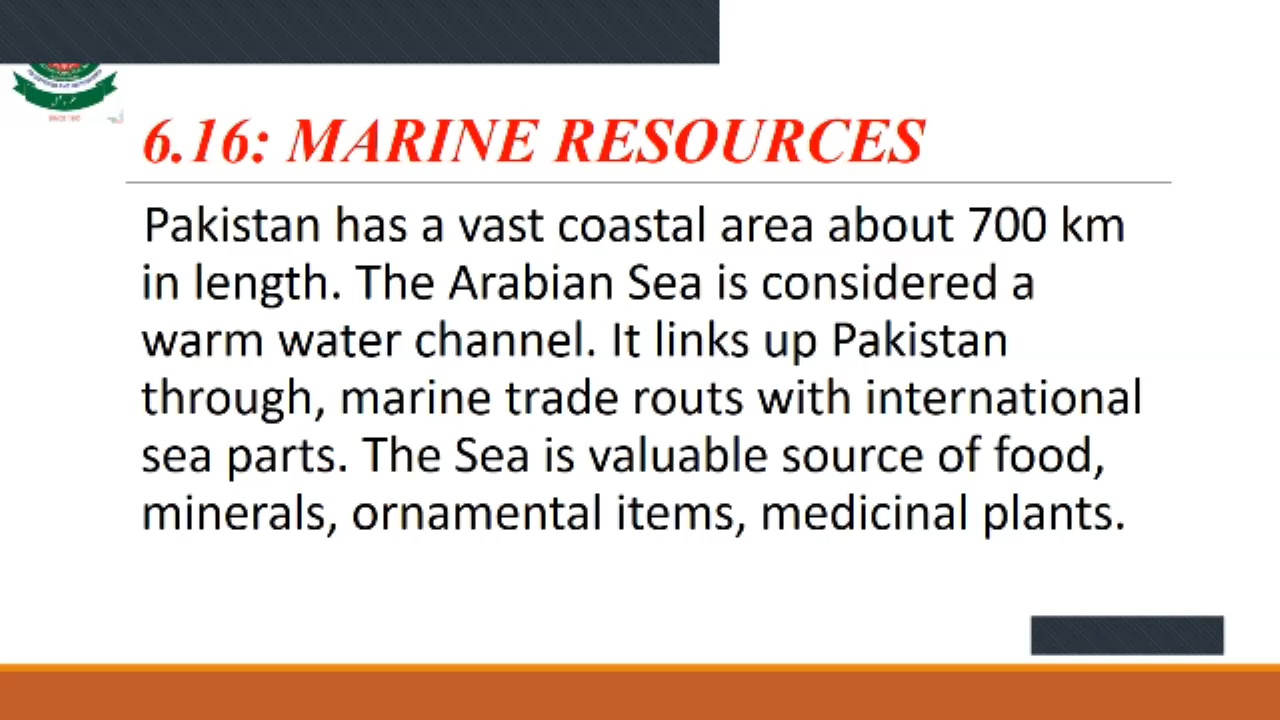 6.16: MARINE RESOURCES
Pakistan has a vast coastal area about 700 km
in length. The Arabian Sea is considered a
warm water channel. It links up Pakistan
through, marine trade routs with international
sea parts. The Sea is valuable source of food,
minerals, ornamental items, medicinal plants.